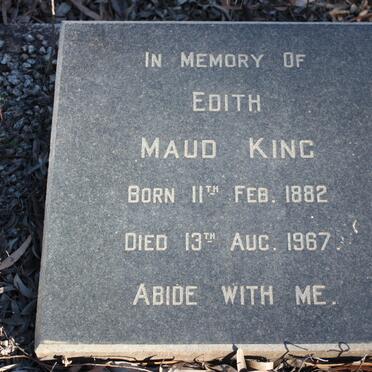 IN MEMORY OF
EDITH
MAUD KING
BORN 11TH FEB. 1882
DIED 13TH AUG. 1967.
ABIDE WITH ME.